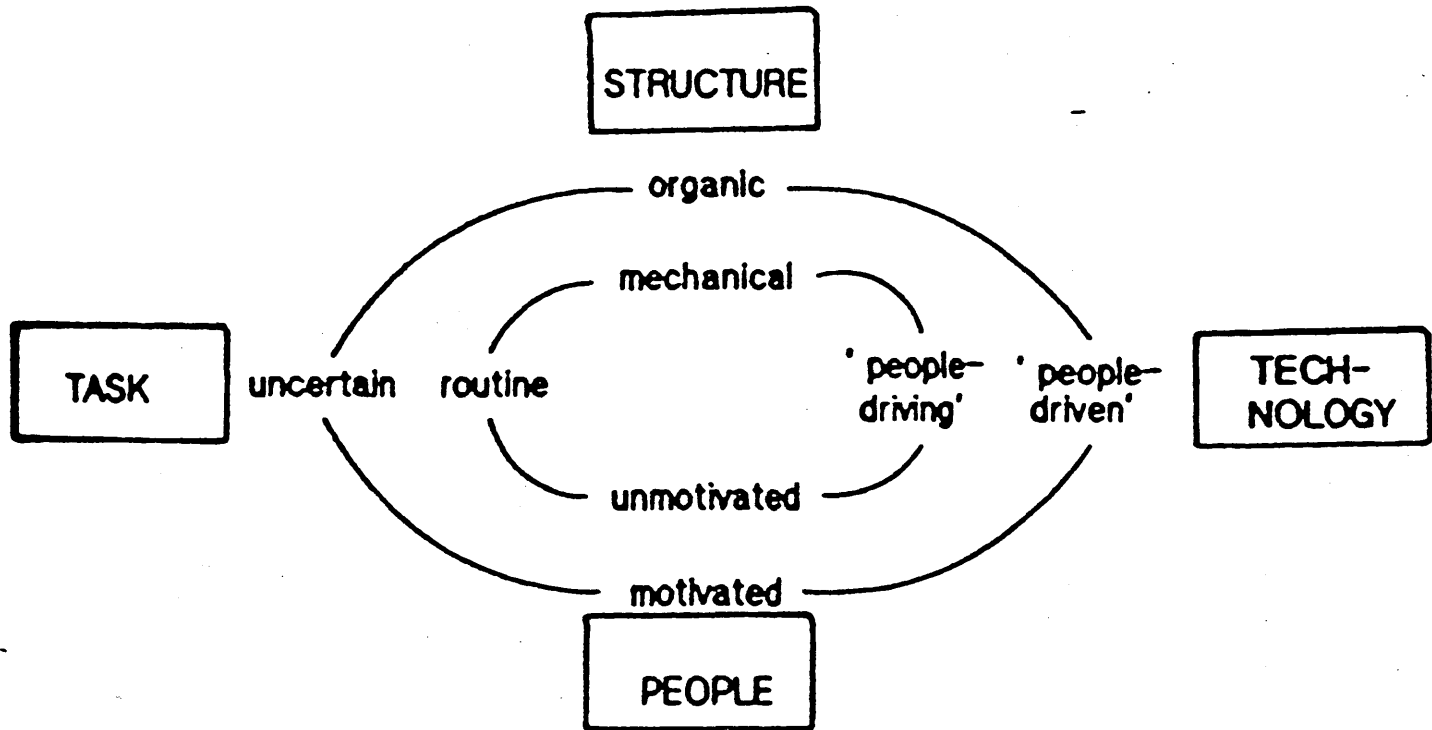 STRUCTURE
organic
mechanical
TASK
uncertain
routine
' people-
driving'
' people-
driven'
TECH-
NOLOGY
unmotivated
motivated
PEOPLE